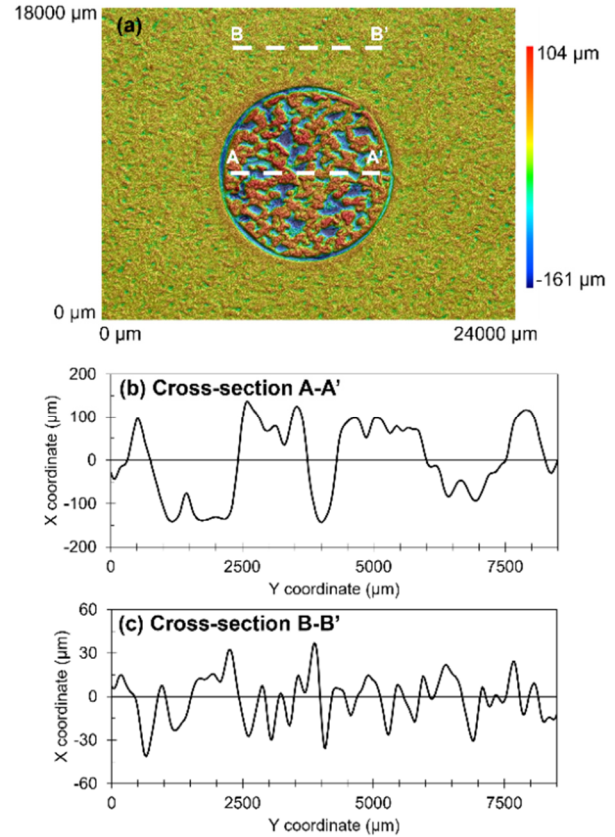 18000 µm
(a)
B B'
104 µm
A A'
-161 µm
0 µm
0 µm 24000 µm
(b) Cross-section A-A'
200
100
0
-100
-200
X coordinate (µm)
0 2500 5000 7500
Y coordinate (µm)
(c) Cross-section B-B'
60
30
0
-30
-60
X coordinate (µm)
0 2500 5000 7500
Y coordinate (µm)